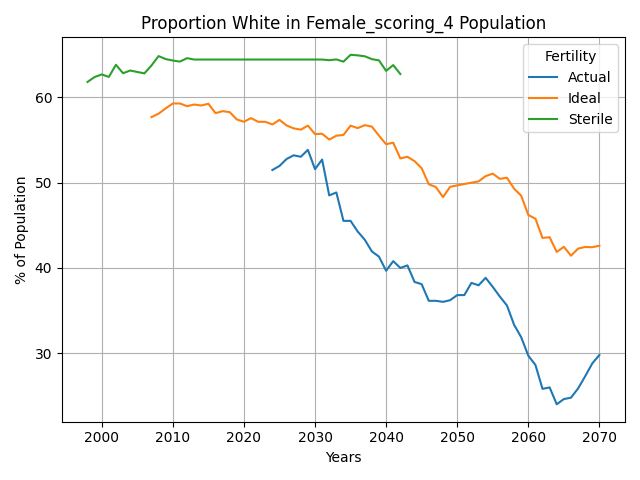 Proportion White in Female_scoring_4 Population
Fertility
Actual
Ideal
Sterile
% of Population
60
50
40
30
2000 2010 2020 2030 2040 2050 2060 2070
Years